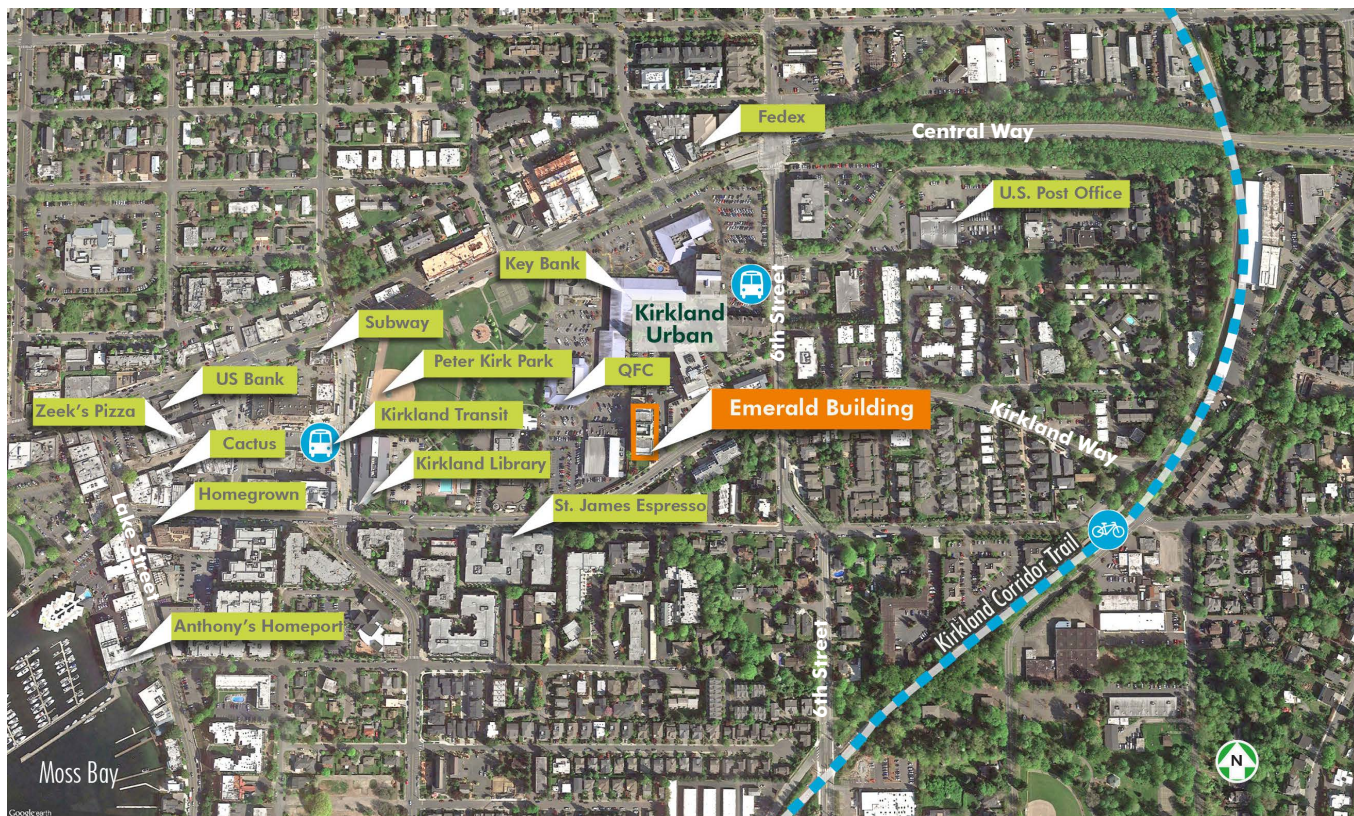 Fedex
Central Way
U.S. Post Office
Key Bank
Kirkland
Urban
6th Street
Subway
Peter Kirk Park
QFC
US Bank
Emerald Building
Zeek's Pizza
Kirkland Transit
Kirkland Way
Cactus
Kirkland Library
Homegrown
St. James Espresso
Lake Street
Kirkland Corridor Trail
Anthony's Homeport
6th Street
Moss Bay
N
Google earth